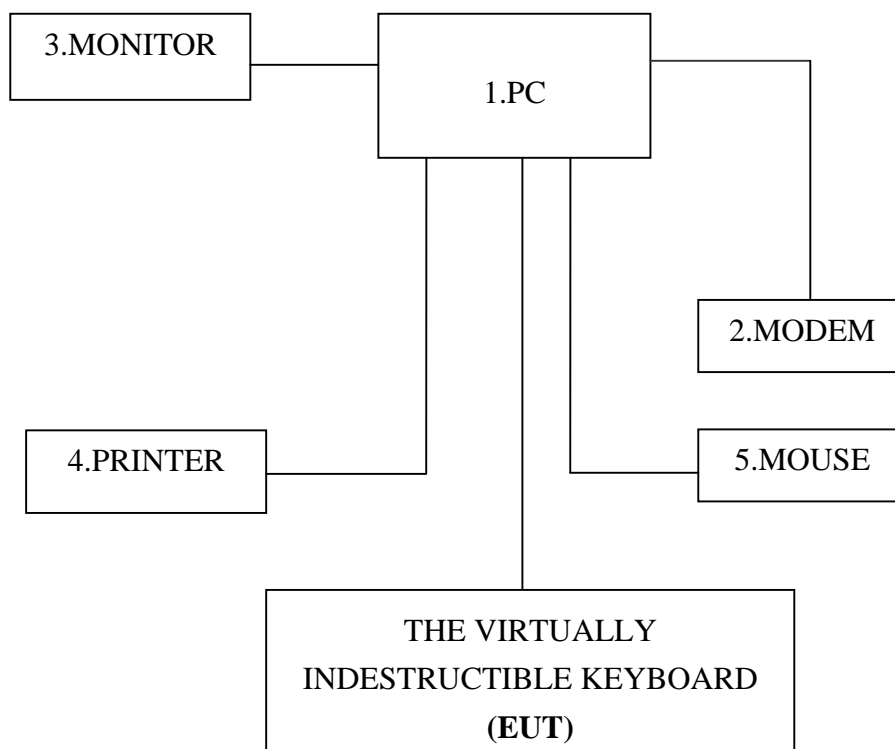 3.MONITOR
1.PC
2.MODEM
4.PRINTER
5.MOUSE
THE VIRTUALLY
INDESTRUCTIBLE KEYBOARD
(EUT)